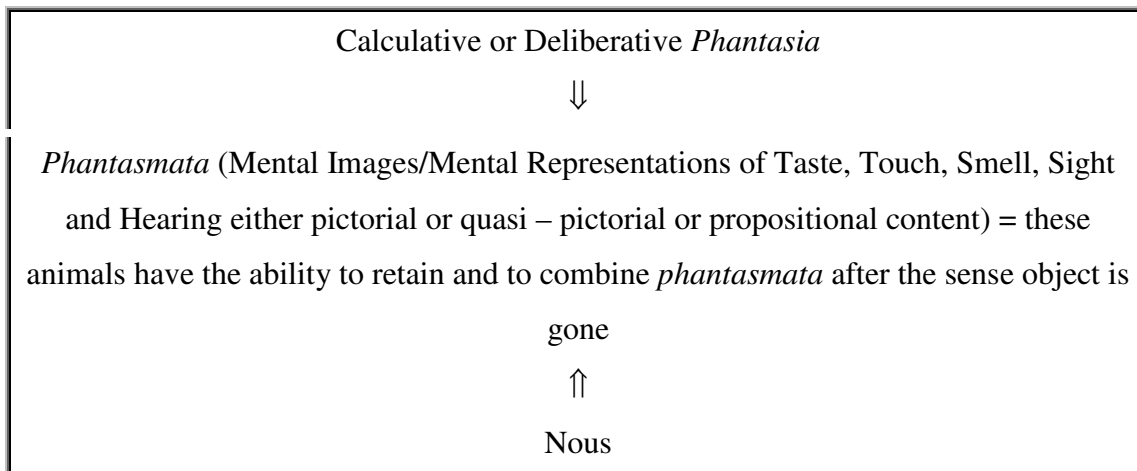 Calculative or Deliberative Phantasia
⇓
Phantasmata (Mental Images/Mental Representations of Taste, Touch, Smell, Sight
and Hearing either pictorial or quasi – pictorial or propositional content) = these
animals have the ability to retain and to combine phantasmata after the sense object is
gone
⇑
Nous